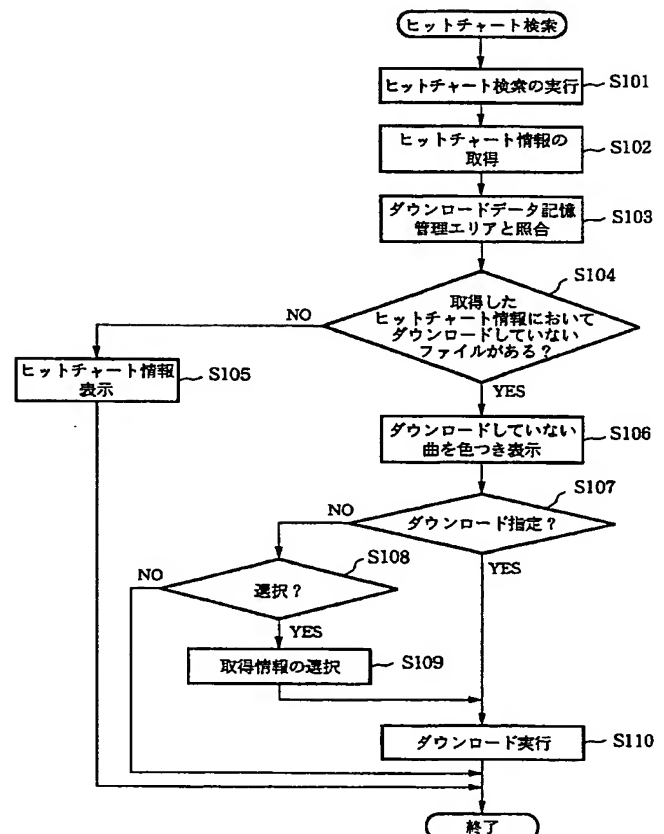 ヒットチャート検索
ヒットチャート検索の実行
S101
ヒットチャート情報の
取得
S102
ダウンロードデータ記憶
管理エリアと照合
S103
S104
取得した
ヒットチャート情報において
ダウンロードしていない
ファイルがある？
NO
YES
ヒットチャート情報
表示
S105
ダウンロードしていない
曲を色つき表示
S106
S107
ダウンロード指定？
NO
YES
S108
選択？
NO
YES
取得情報の選択
S109
ダウンロード実行
S110
終了